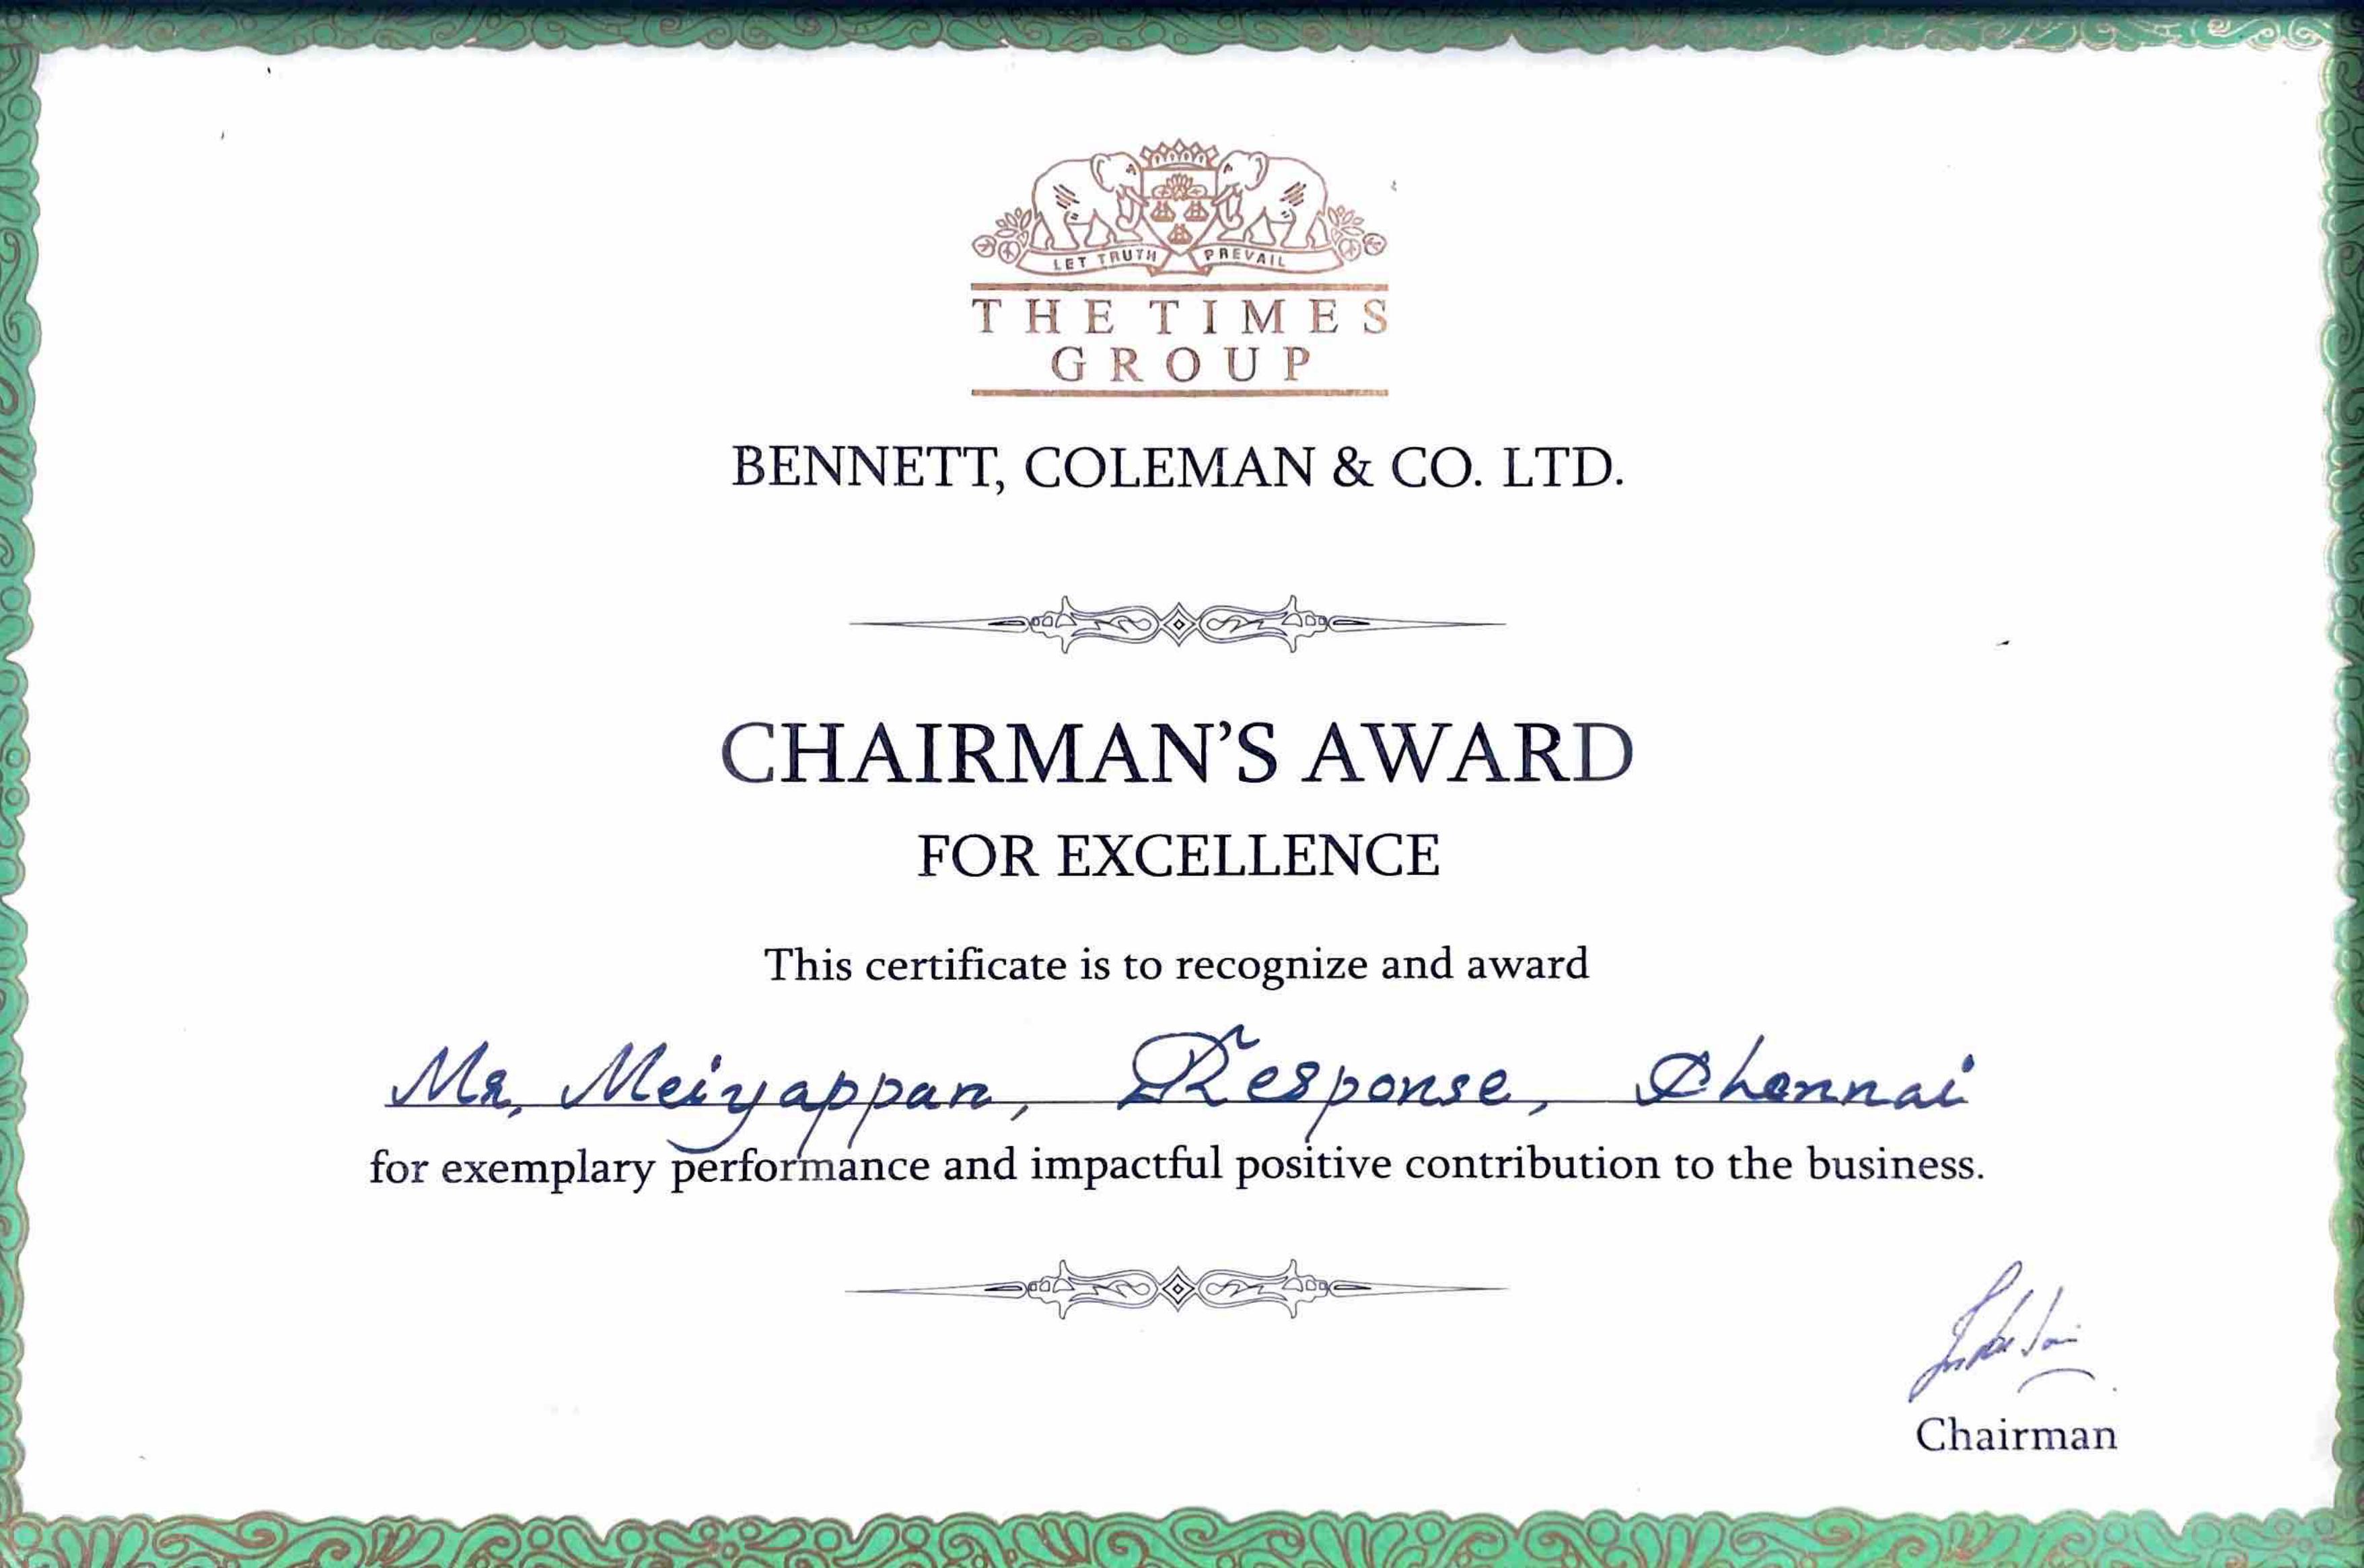 LET TRUTH PREVAIL
THE TIMES
GROUP
BENNETT, COLEMAN & CO. LTD.
CHAIRMAN'S AWARD
FOR EXCELLENCE
This certificate is to recognize and award
Mr. Meiyappan, Response, Chennai
for exemplary performance and impactful positive contribution to the business.
Chairman